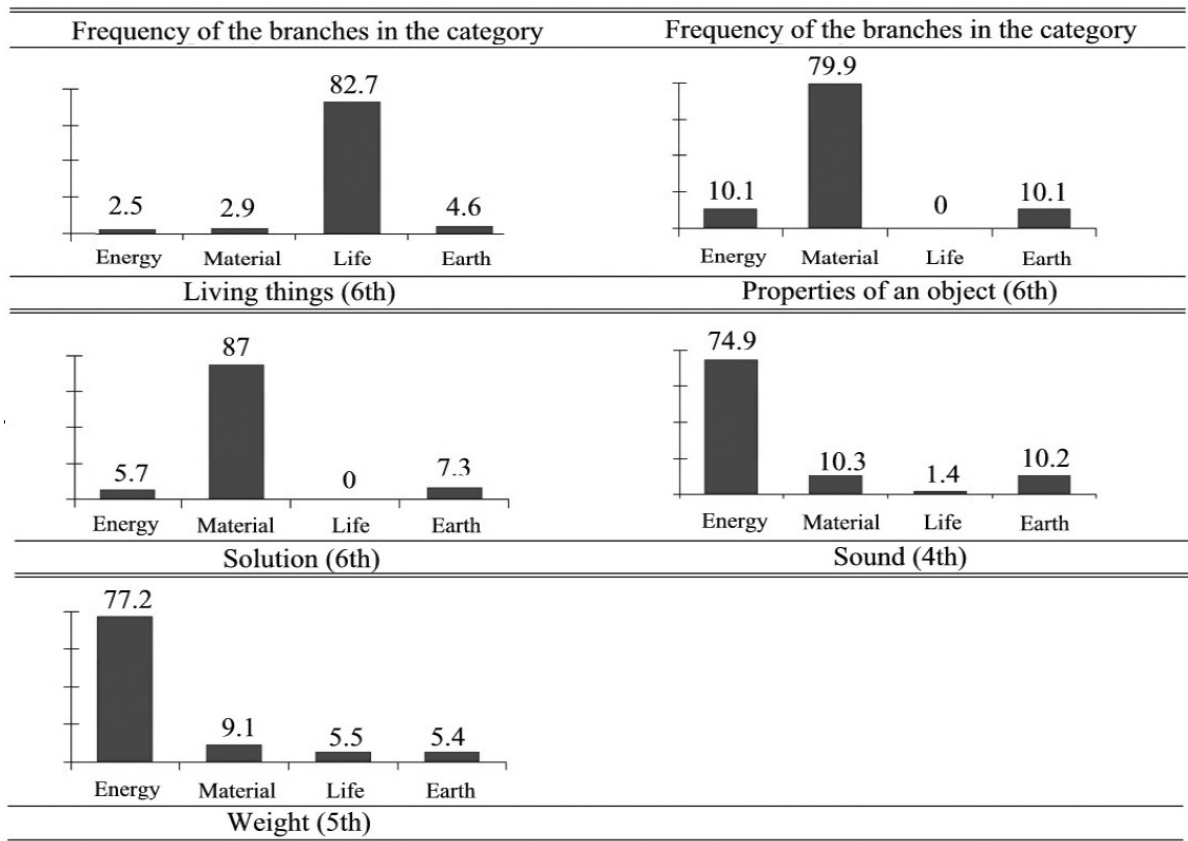 Frequency of the branches in the category
Frequency of the branches in the category
82.7
2.5 2.9 4.6
Energy Material Life Earth
Living things (6th)
79.9
10.1 0 10.1
Energy Material Life Earth
Properties of an object (6th)
87
5.7 0 7.3
Energy Material Life Earth
Solution (6th)
74.9
10.3 1.4 10.2
Energy Material Life Earth
Sound (4th)
77.2
9.1 5.5 5.4
Energy Material Life Earth
Weight (5th)